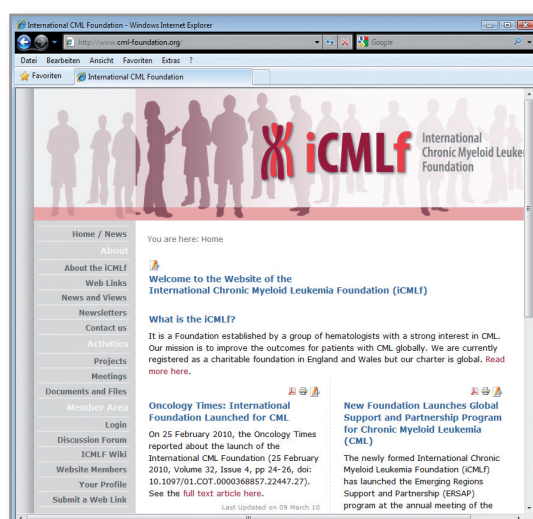 International CML Foundation - Windows Internet Explorer
http://www.cml-foundation.org/
Google
Datei Bearbeiten Ansicht Favoriten Extras ?
Favoriten International CML Foundation
iCMLf
International
Chronic Myeloid Leuke
Foundation
Home / News
About
About the iCMLf
Web Links
News and Views
Newsletters
Contact us
Activities
Projects
Meetings
Documents and Files
Member Area
Login
Discussion Forum
ICMLF Wiki
Website Members
Your Profile
Submit a Web Link
You are here: Home
Welcome to the Website of the
International Chronic Myeloid Leukemia Foundation (iCMLf)
What is the iCMLf?
It is a Foundation established by a group of hematologists with a strong interest in CML.
Our mission is to improve the outcomes for patients with CML globally. We are currently
registered as a charitable foundation in England and Wales but our charter is global. Read
more here.
Oncology Times: International
Foundation Launched for CML
On 25 February 2010, the Oncology Times
reported about the launch of the
International CML Foundation (25 February
2010, Volume 32, Issue 4, pp 24-26, doi:
10.1097/01.COT.0000368857.22447.27).
See the full text article here.
Last Updated on 09 March 10
New Foundation Launches Global
Support and Partnership Program
for Chronic Myeloid Leukemia
(CML)
The newly formed International Chronic
Myeloid Leukemia Foundation (iCMLf)
has launched the Emerging Regions
Support and Partnership (ERSAP)
program at the annual meeting of the